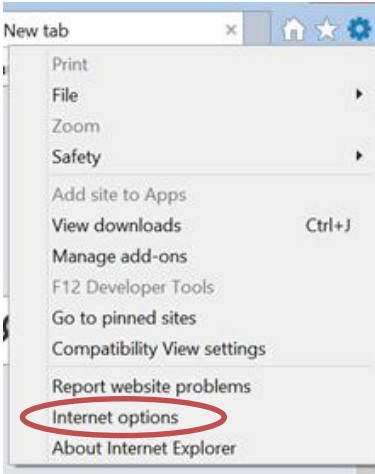 New tab
Print
File
Zoom
Safety
Add site to Apps
View downloads Ctrl+J
Manage add-ons
F12 Developer Tools
Go to pinned sites
Compatibility View settings
Report website problems
Internet options
About Internet Explorer